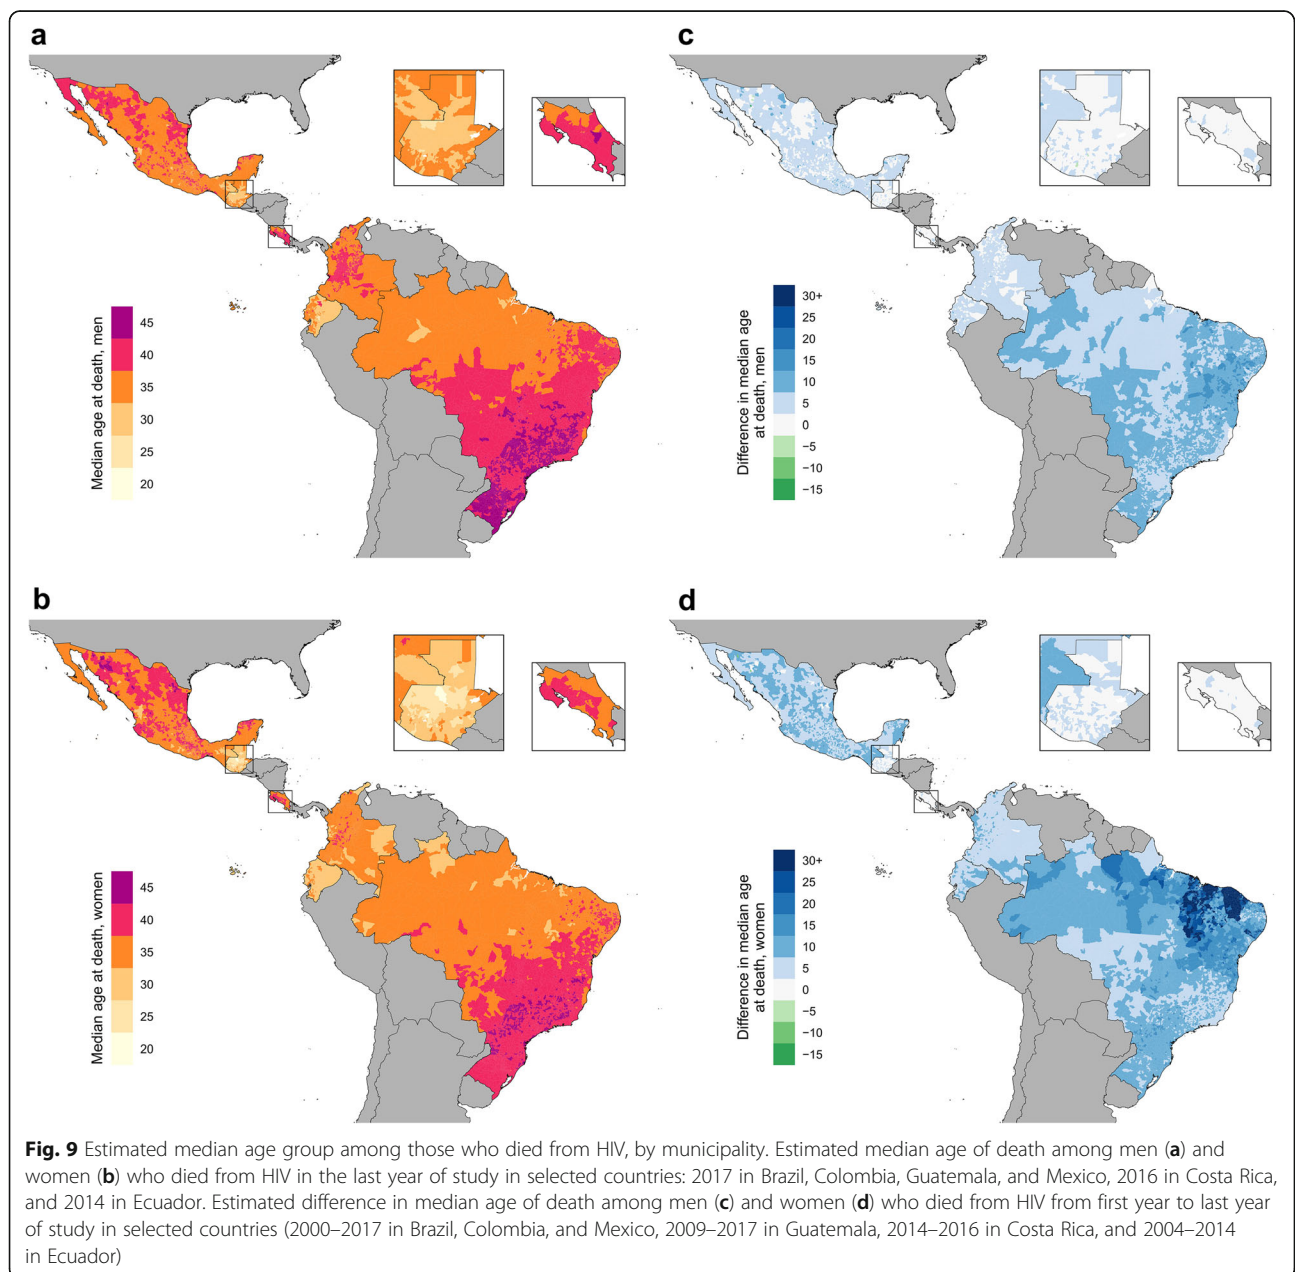 a
Median age at death, men
45
40
35
30
25
20
c
Difference in median age
at death, men
30+
25
20
15
10
5
0
−5
−10
−15
b
Median age at death, women
45
40
35
30
25
20
d
Difference in median age
at death, women
30+
25
20
15
10
5
0
−5
−10
−15
Fig. 9 Estimated median age group among those who died from HIV, by municipality. Estimated median age of death among men (a) and
women (b) who died from HIV in the last year of study in selected countries: 2017 in Brazil, Colombia, Guatemala, and Mexico, 2016 in Costa Rica,
and 2014 in Ecuador. Estimated difference in median age of death among men (c) and women (d) who died from HIV from first year to last year
of study in selected countries (2000–2017 in Brazil, Colombia, and Mexico, 2009–2017 in Guatemala, 2014–2016 in Costa Rica, and 2004–2014
in Ecuador)